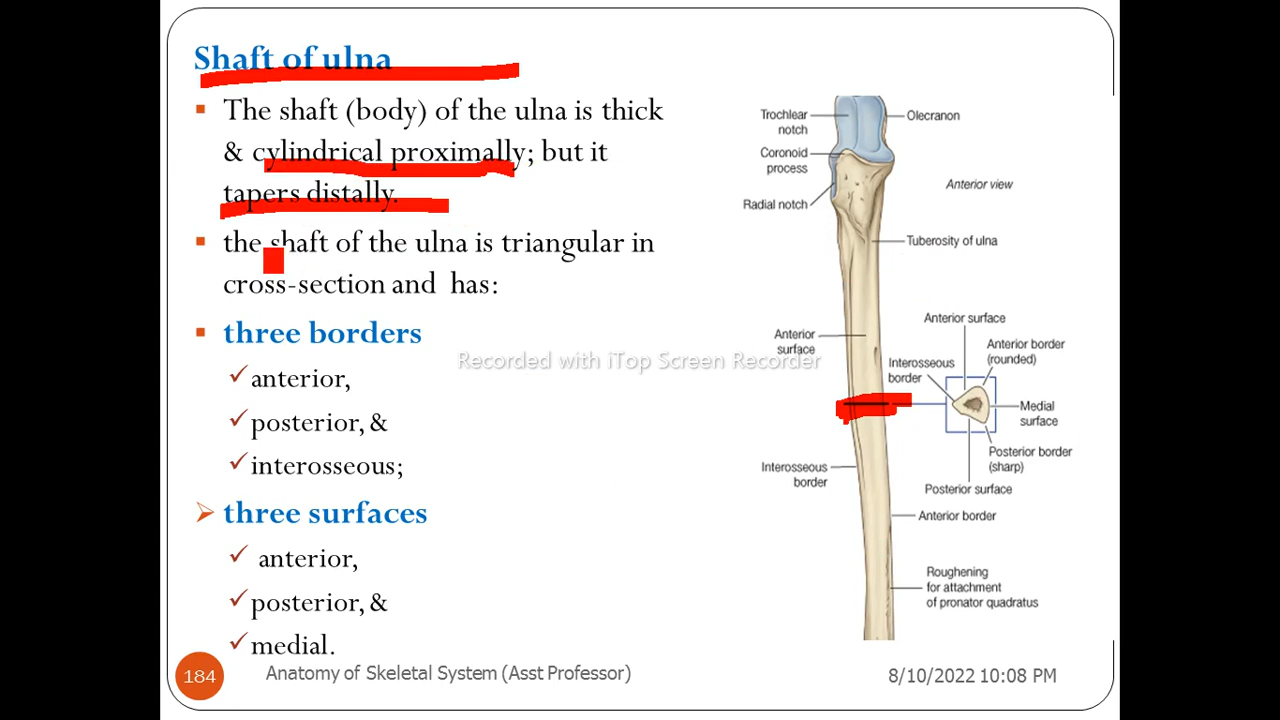 Shaft of ulna
The shaft (body) of the ulna is thick
& cylindrical proximally; but it
tapers distally.
the shaft of the ulna is triangular in
cross-section and has:
three borders
anterior,
posterior, &
interosseous;
three surfaces
anterior,
posterior, &
medial.
Trochlear
notch
Olecranon
Coronoid
process
Anterior view
Radial notch
Tuberosity of ulna
Anterior
surface
Anterior surface
Anterior border
(rounded)
Interosseous
border
Medial
surface
Posterior border
(sharp)
Posterior surface
Interosseous
border
Anterior border
Roughening
for attachment
of pronator quadratus
Recorded with iTop Screen Recorder
184
Anatomy of Skeletal System (Asst Professor)
8/10/2022 10:08 PM